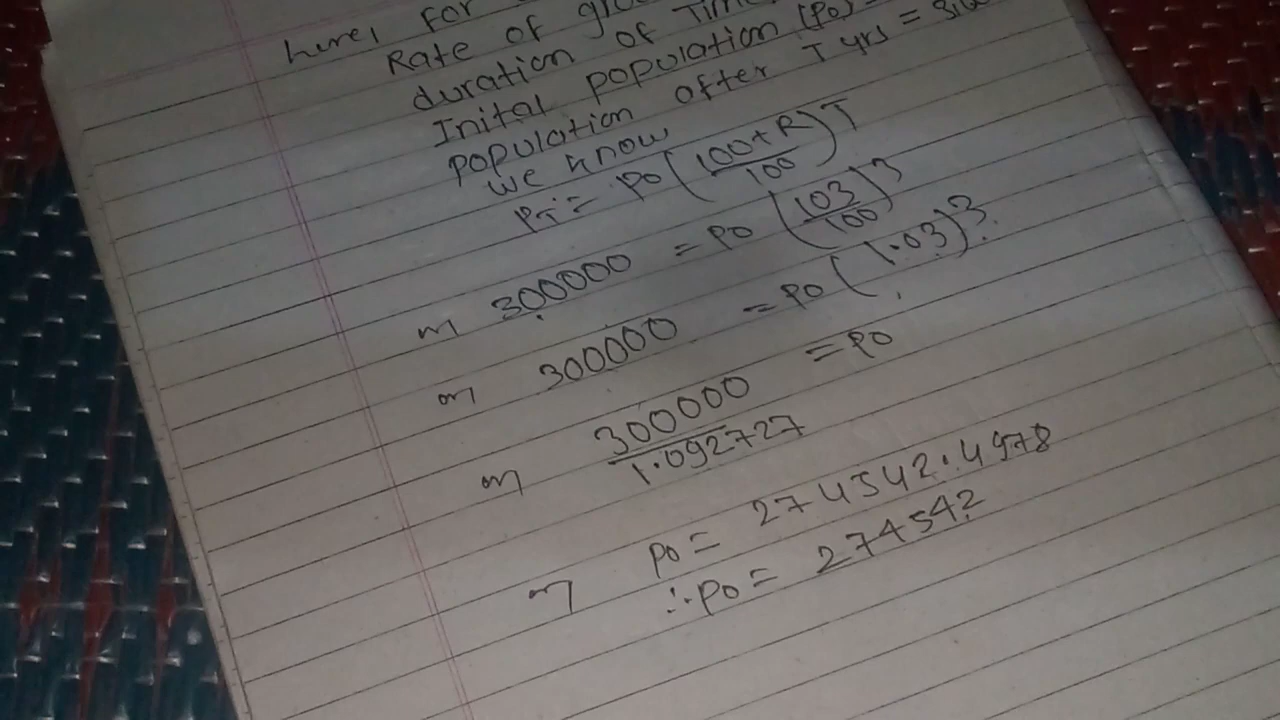 here, For
Rate of
duration of Time
Inital population (Po) =
population after T yrs =
we know
PT = Po(100+R/100)T
or 300000 = Po (103/100)3
or 300000 = Po (1.03)3
or 300000/1.092727 = Po
or Po = 274542.4978
∴ Po = 274542